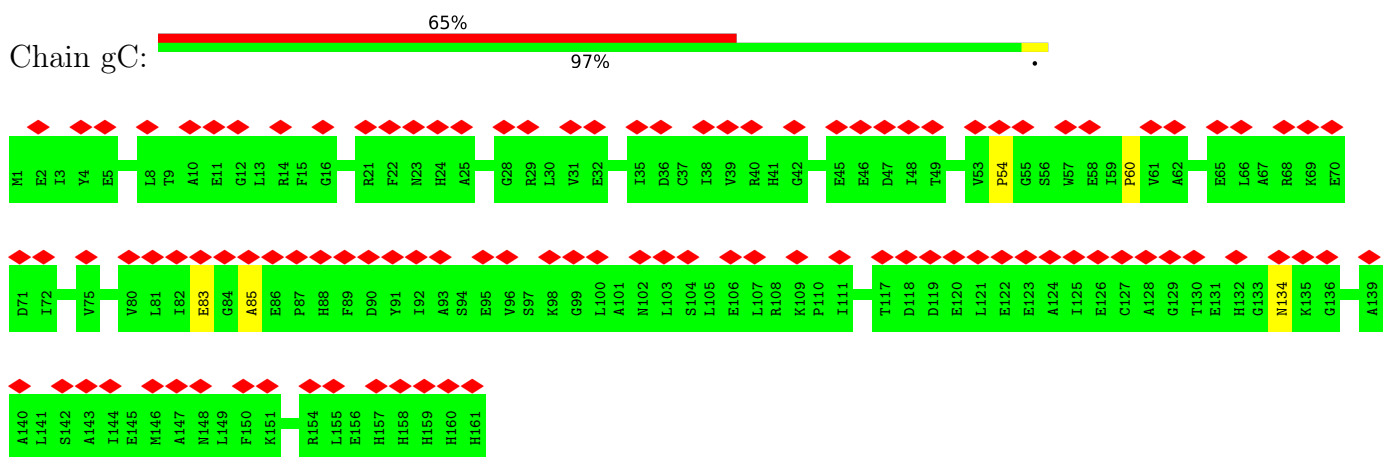 65%
Chain gC:
97%
.
M1 E2 I3 Y4 E5 L8 T9 A10 E11 G12 L13 R14 F15 G16 R21 F22 N23 H24 A25 G28 R29 L30 V31 E32 I35 D36 C37 I38 V39 R40 H41 G42 E45 E46 D47 I48 T49 V53 P54 G55 S56 W57 E58 I59 P60 V61 A62 E65 L66 A67 R68 K69 E70
D71 I72 V75 V80 L81 I82 E83 G84 A85 E86 P87 H88 F89 D90 Y91 I92 A93 S94 E95 V96 S97 K98 G99 L100 A101 N102 L103 S104 L105 E106 L107 R108 K109 P110 I111 T117 D118 D119 E120 L121 E122 E123 A124 I125 E126 C127 A128 G129 T130 E131 H132 G133 N134 K135 G136 A139
A140 L141 S142 A143 I144 E145 M146 A147 N148 L149 F150 K151 R154 L155 E156 H157 H158 H159 H160 H161